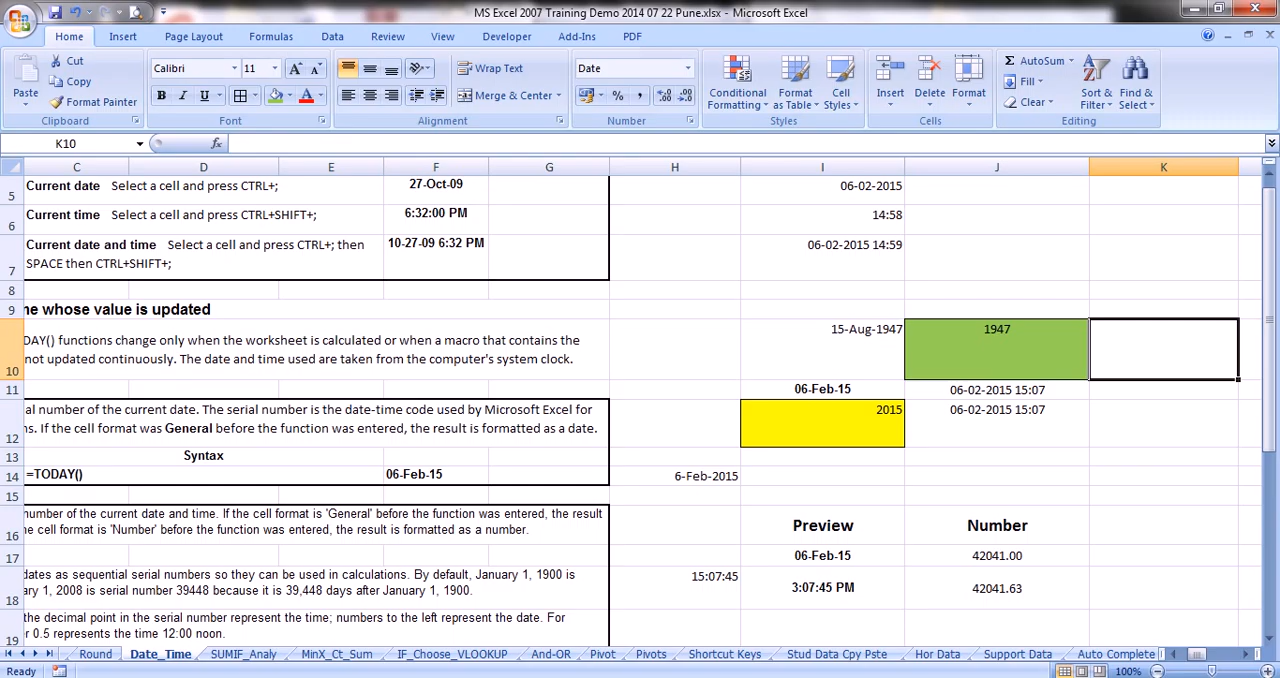 MS Excel 2007 Training Demo 2014 07 22 Pune.xlsx - Microsoft Excel
Home Insert Page Layout Formulas Data Review View Developer Add-Ins PDF
Paste Cut Copy Format Painter Clipboard
Calibri 11 B I U A A A Font
Wrap Text Merge & Center Alignment
Date % , .0 .00 .00 .0 Number
Conditional Formatting Format as Table Cell Styles Styles
Insert Delete Format Cells
Σ AutoSum Fill Clear Sort & Filter Find & Select Editing
K10 fx
C D E F G H I J K
5 Current date Select a cell and press CTRL+; 27-Oct-09 06-02-2015
6 Current time Select a cell and press CTRL+SHIFT+; 6:32:00 PM 14:58
7 Current date and time Select a cell and press CTRL+; then 10-27-09 6:32 PM 06-02-2015 14:59
SPACE then CTRL+SHIFT+;
8
9 ne whose value is updated
10 DAY() functions change only when the worksheet is calculated or when a macro that contains the 15-Aug-1947 1947
not updated continuously. The date and time used are taken from the computer's system clock.
11 06-Feb-15 06-02-2015 15:07
12 al number of the current date. The serial number is the date-time code used by Microsoft Excel for 2015 06-02-2015 15:07
ns. If the cell format was General before the function was entered, the result is formatted as a date.
13 Syntax
14 =TODAY() 06-Feb-15 6-Feb-2015
15
16 number of the current date and time. If the cell format is 'General' before the function was entered, the result Preview Number
he cell format is 'Number' before the function was entered, the result is formatted as a number.
17 06-Feb-15 42041.00
18 dates as sequential serial numbers so they can be used in calculations. By default, January 1, 1900 is 15:07:45 3:07:45 PM 42041.63
ary 1, 2008 is serial number 39448 because it is 39,448 days after January 1, 1900.
19 the decimal point in the serial number represent the time; numbers to the left represent the date. For
r 0.5 represents the time 12:00 noon.
Round Date_Time SUMIF_Analy MinX_Ct_Sum IF_Choose_VLOOKUP And-OR Pivot Pivots Shortcut Keys Stud Data Cpy Pste Hor Data Support Data Auto Complete
Ready 100%